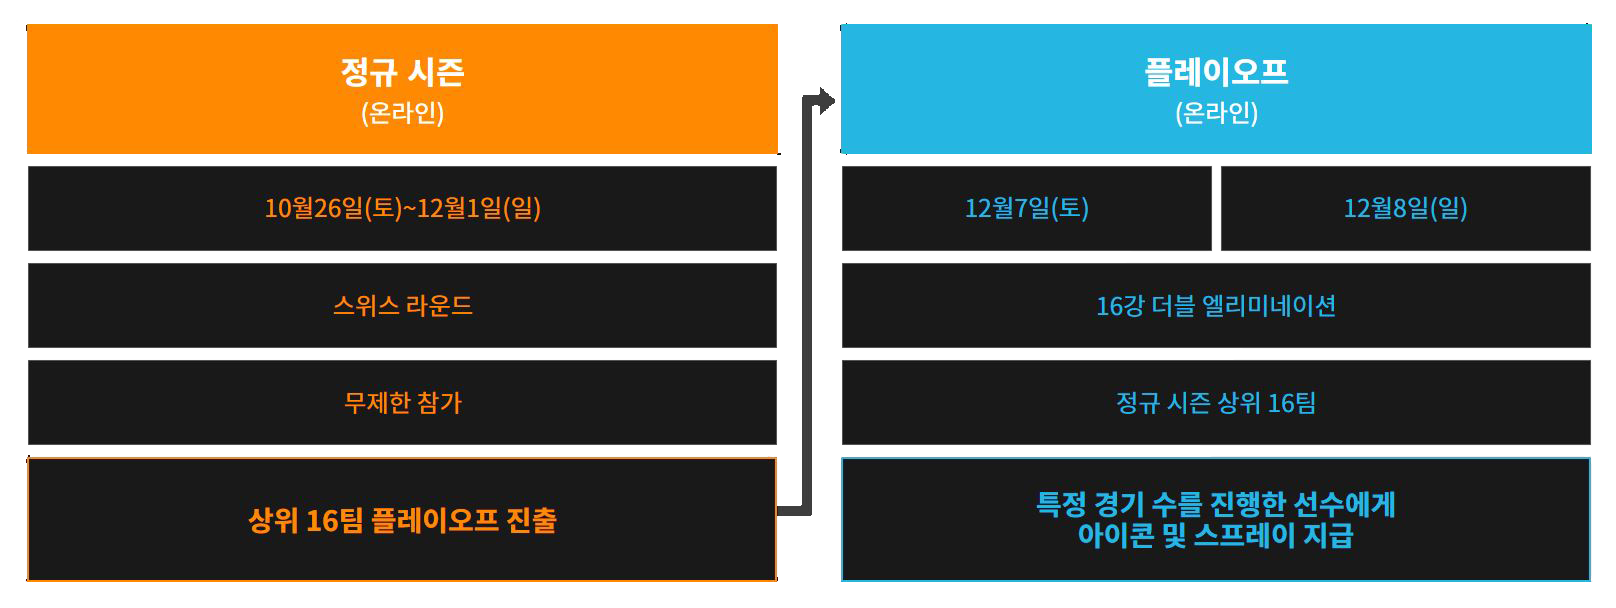 정규 시즌
(온라인)
10월26일(토)~12월1일(일)
스위스 라운드
무제한 참가
상위 16팀 플레이오프 진출
플레이오프
(온라인)
12월7일(토)
12월8일(일)
16강 더블 엘리미네이션
정규 시즌 상위 16팀
특정 경기 수를 진행한 선수에게
아이콘 및 스프레이 지급